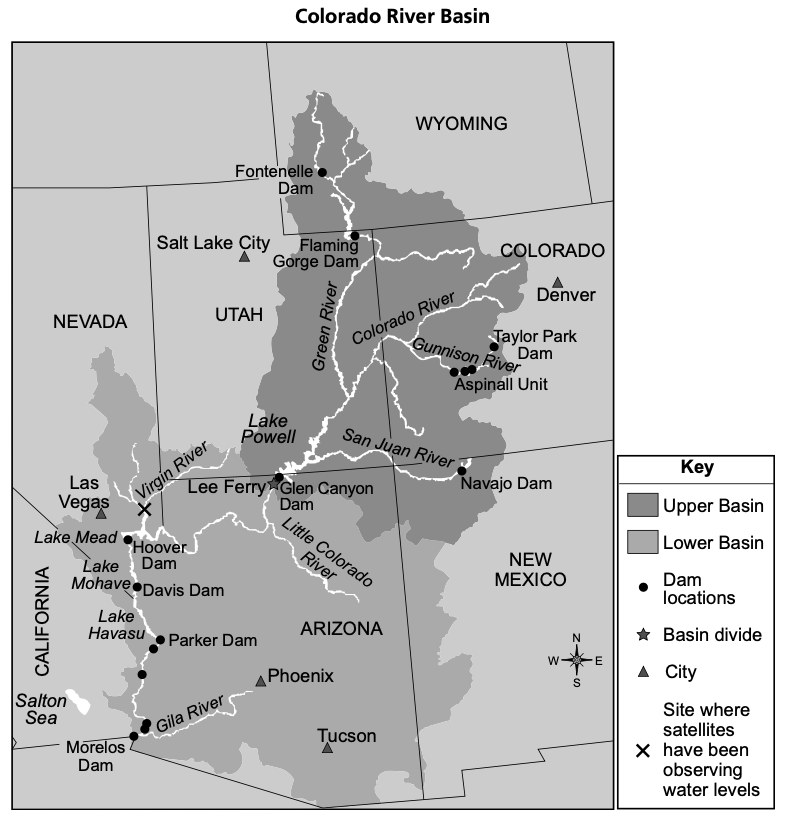 Colorado River Basin
WYOMING
Fontenelle
Dam
Salt Lake City
Flaming
Gorge Dam
COLORADO
Denver
UTAH
NEVADA
Green River
Colorado River
Taylor Park
Dam
Gunnison River
Aspinall Unit
Lake
Powell
San Juan River
Navajo Dam
Virgin River
Lee Ferry
Glen Canyon
Dam
Las
Vegas
Lake Mead
Hoover
Dam
Little Colorado
River
Lake
Mohave
Davis Dam
NEW
MEXICO
Lake
Havasu
Parker Dam
ARIZONA
CALIFORNIA
Phoenix
Salton
Sea
Gila River
Tucson
Morelos
Dam
N
W
E
S
Key
Upper Basin
Lower Basin
Dam
locations
Basin divide
City
Site where
satellites
have been
observing
water levels